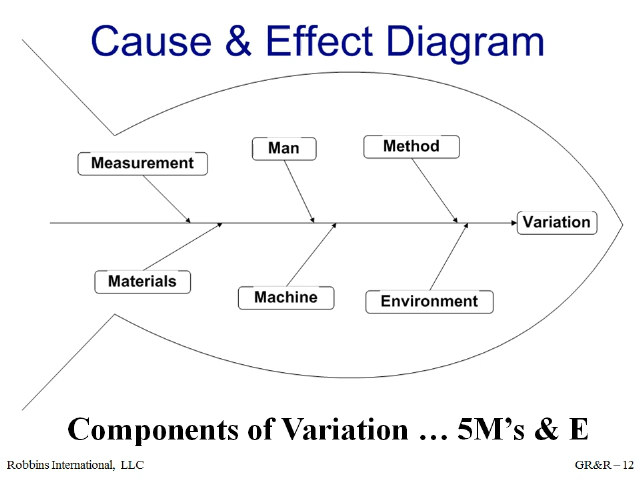 Cause & Effect Diagram
Measurement
Man
Method
Variation
Materials
Machine
Environment
Components of Variation … 5M's & E
Robbins International, LLC
GR&R – 12